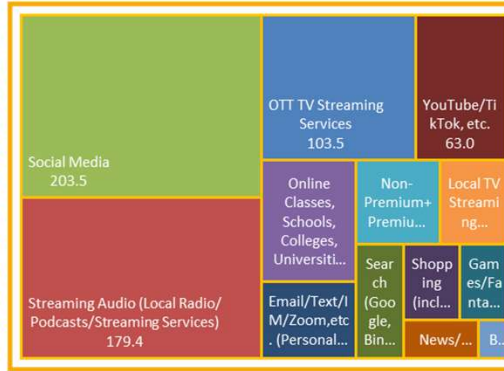 Social Media
203.5
Streaming Audio (Local Radio/
Podcasts/Streaming Services)
179.4
OTT TV Streaming
Services
103.5
YouTube/Ti
kTok, etc.
63.0
Online
Classes,
Schools,
Colleges,
Universiti...
Non-
Premium+
Premiu...
Local TV
Streami
ng...
Email/Text/I
M/Zoom,etc
. (Personal...
Sear
ch
(Goo
gle,
Bin...
Shopp
ing
(incl...
Gam
es/Fa
nta...
News/...
B...